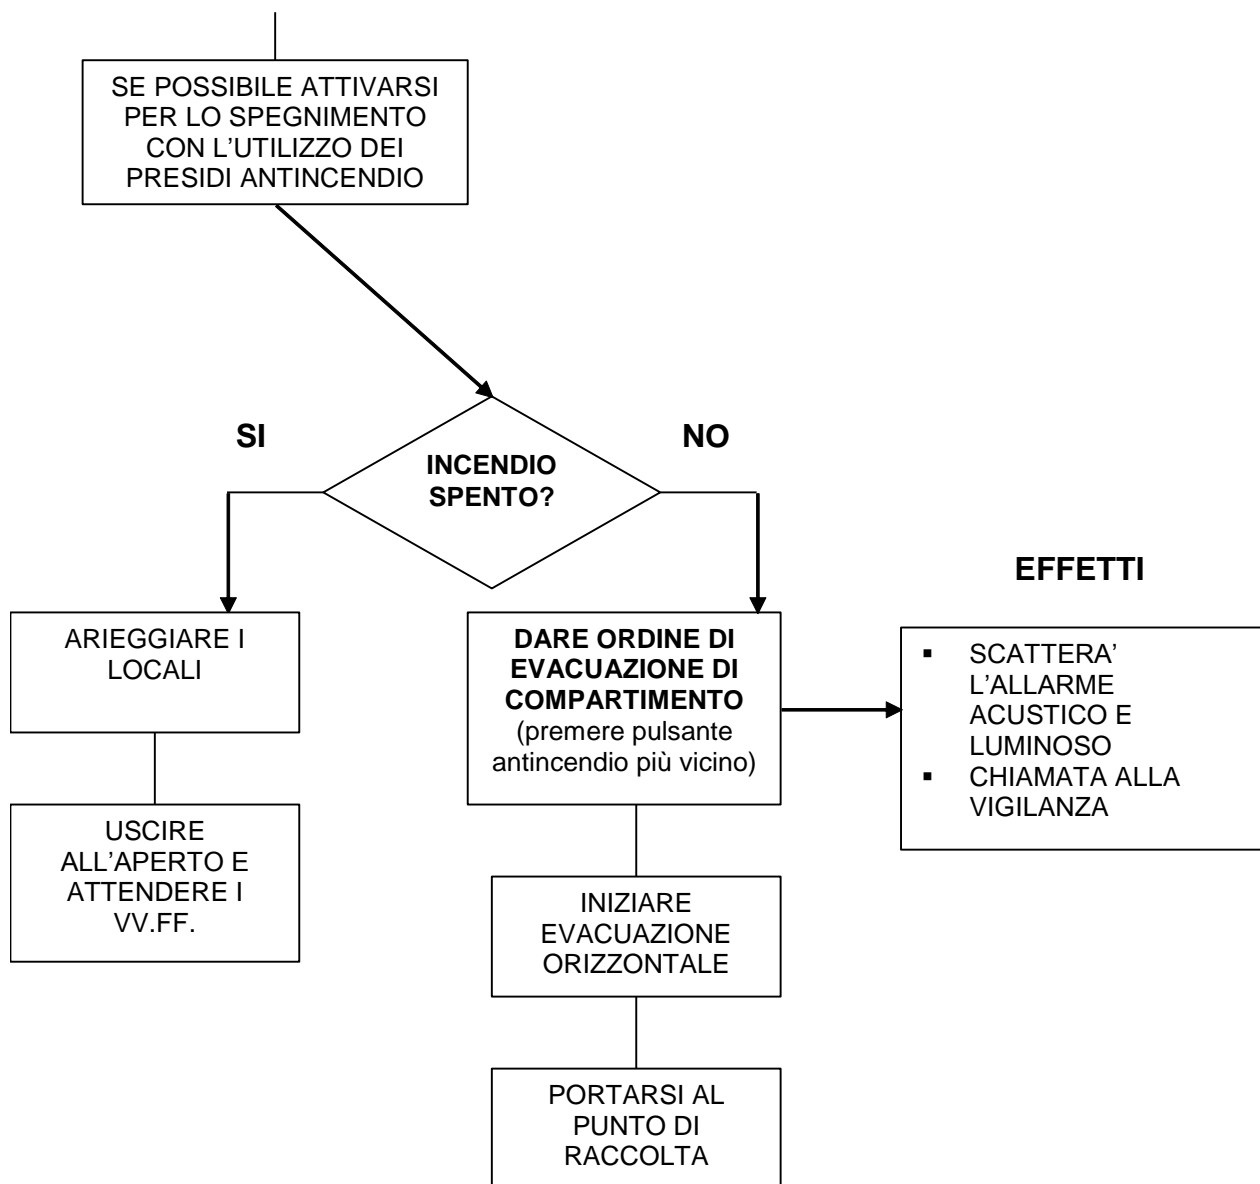 SE POSSIBILE ATTIVARSI
PER LO SPEGNIMENTO
CON L'UTILIZZO DEI
PRESIDI ANTINCENDIO
SI
NO
INCENDIO
SPENTO?
EFFETTI
ARIEGGIARE I
LOCALI
DARE ORDINE DI
EVACUAZIONE DI
COMPARTIMENTO
(premere pulsante
antincendio più vicino)
▪ SCATTERA'
L'ALLARME
ACUSTICO E
LUMINOSO
▪ CHIAMATA ALLA
VIGILANZA
USCIRE
ALL'APERTO E
ATTENDERE I
VV.FF.
INIZIARE
EVACUAZIONE
ORIZZONTALE
PORTARSI AL
PUNTO DI
RACCOLTA